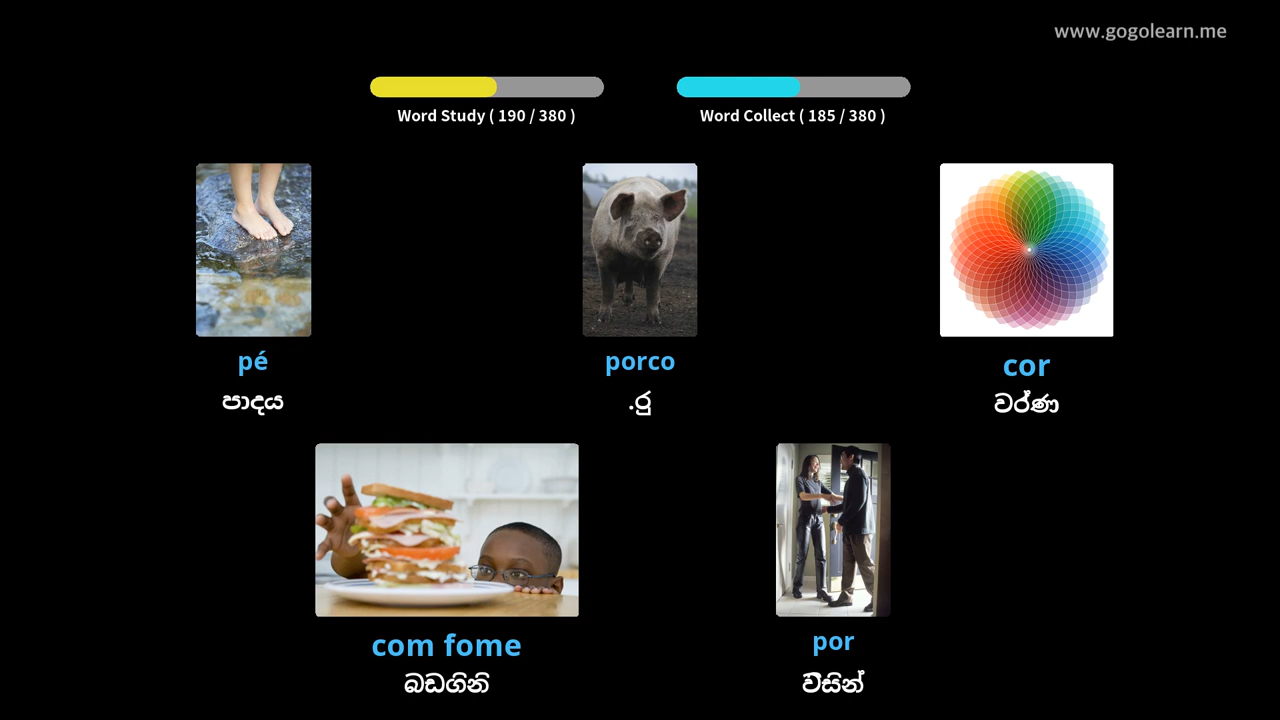 www.gogolearn.me
Word Study ( 190 / 380 )
Word Collect ( 185 / 380 )
pé
පාදය
porco
.රු
cor
වර්ණ
com fome
බඩගිනි
por
විසින්